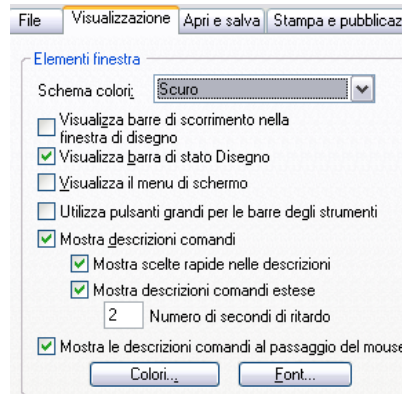 File Visualizzazione Apri e salva Stampa e pubblicaz
Elementi finestra
Schema colori: Scuro
Visualizza barre di scorrimento nella
finestra di disegno
Visualizza barra di stato Disegno
Visualizza il menu di schermo
Utilizza pulsanti grandi per le barre degli strumenti
Mostra descrizioni comandi
Mostra scelte rapide nelle descrizioni
Mostra descrizioni comandi estese
2 Numero di secondi di ritardo
Mostra le descrizioni comandi al passaggio del mouse
Colori... Font...